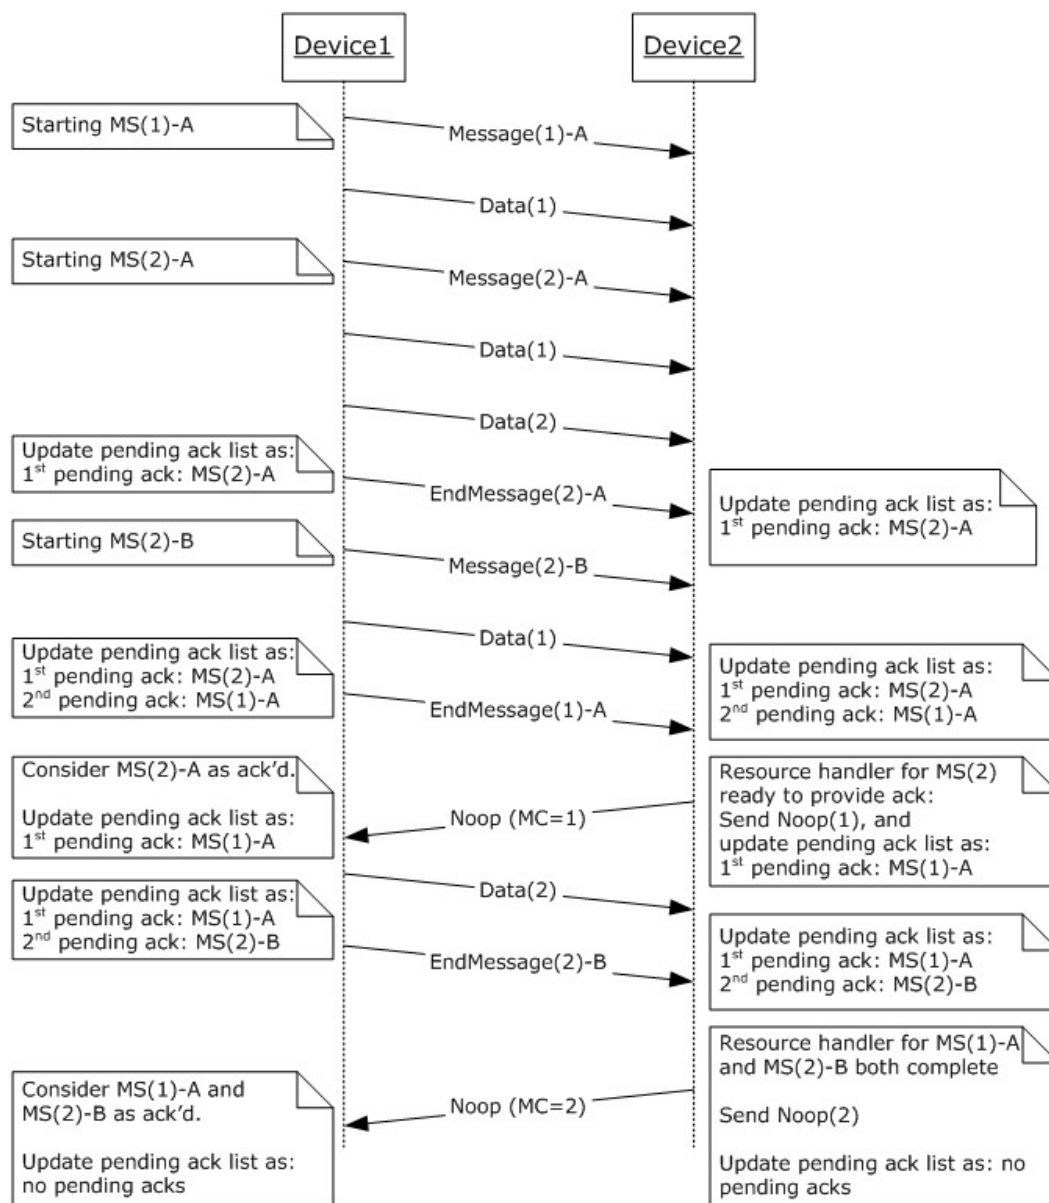 Device1
Device2
Starting MS(1)-A
Message(1)-A
Data(1)
Starting MS(2)-A
Message(2)-A
Data(1)
Data(2)
Update pending ack list as:
1st pending ack: MS(2)-A
EndMessage(2)-A
Update pending ack list as:
1st pending ack: MS(2)-A
Starting MS(2)-B
Message(2)-B
Data(1)
Update pending ack list as:
1st pending ack: MS(2)-A
2nd pending ack: MS(1)-A
Update pending ack list as:
1st pending ack: MS(2)-A
2nd pending ack: MS(1)-A
EndMessage(1)-A
Consider MS(2)-A as ack’d.
Update pending ack list as:
1st pending ack: MS(1)-A
Noop (MC=1)
Resource handler for MS(2)
ready to provide ack:
Send Noop(1), and
update pending ack list as:
1st pending ack: MS(1)-A
Data(2)
Update pending ack list as:
1st pending ack: MS(1)-A
2nd pending ack: MS(2)-B
EndMessage(2)-B
Update pending ack list as:
1st pending ack: MS(1)-A
2nd pending ack: MS(2)-B
Resource handler for MS(1)-A
and MS(2)-B both complete
Send Noop(2)
Update pending ack list as: no
pending acks
Noop (MC=2)
Consider MS(1)-A and
MS(2)-B as ack’d.
Update pending ack list as:
no pending acks